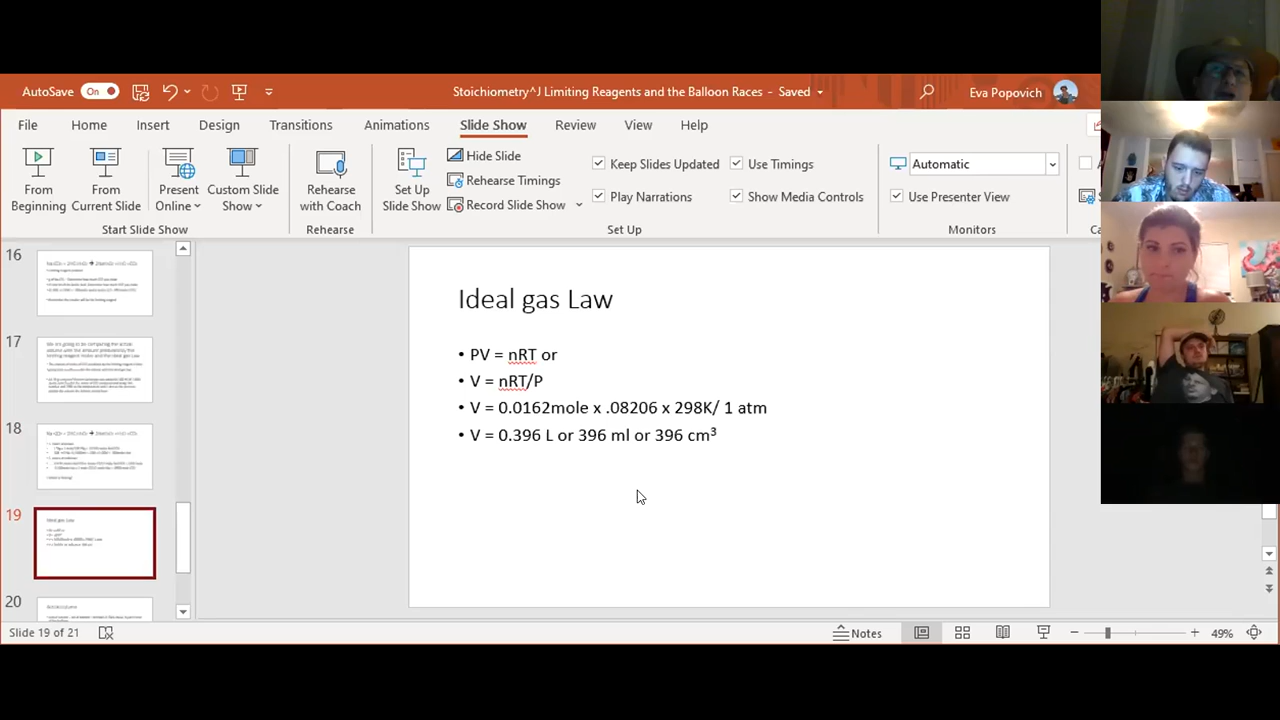 AutoSave On Stoichiometry^J Limiting Reagents and the Balloon Races - Saved Eva Popovich
File Home Insert Design Transitions Animations Slide Show Review View Help
From Beginning
From Current Slide
Present Online
Custom Slide Show
Start Slide Show
Rehearse with Coach
Rehearse
Set Up Slide Show
Hide Slide
Rehearse Timings
Record Slide Show
Keep Slides Updated
Play Narrations
Use Timings
Show Media Controls
Set Up
Automatic
Use Presenter View
Monitors
16
17
18
19
20
Ideal gas Law
• PV = nRT or
• V = nRT/P
• V = 0.0162mole x .08206 x 298K/ 1 atm
• V = 0.396 L or 396 ml or 396 cm³
Slide 19 of 21 Notes 49%